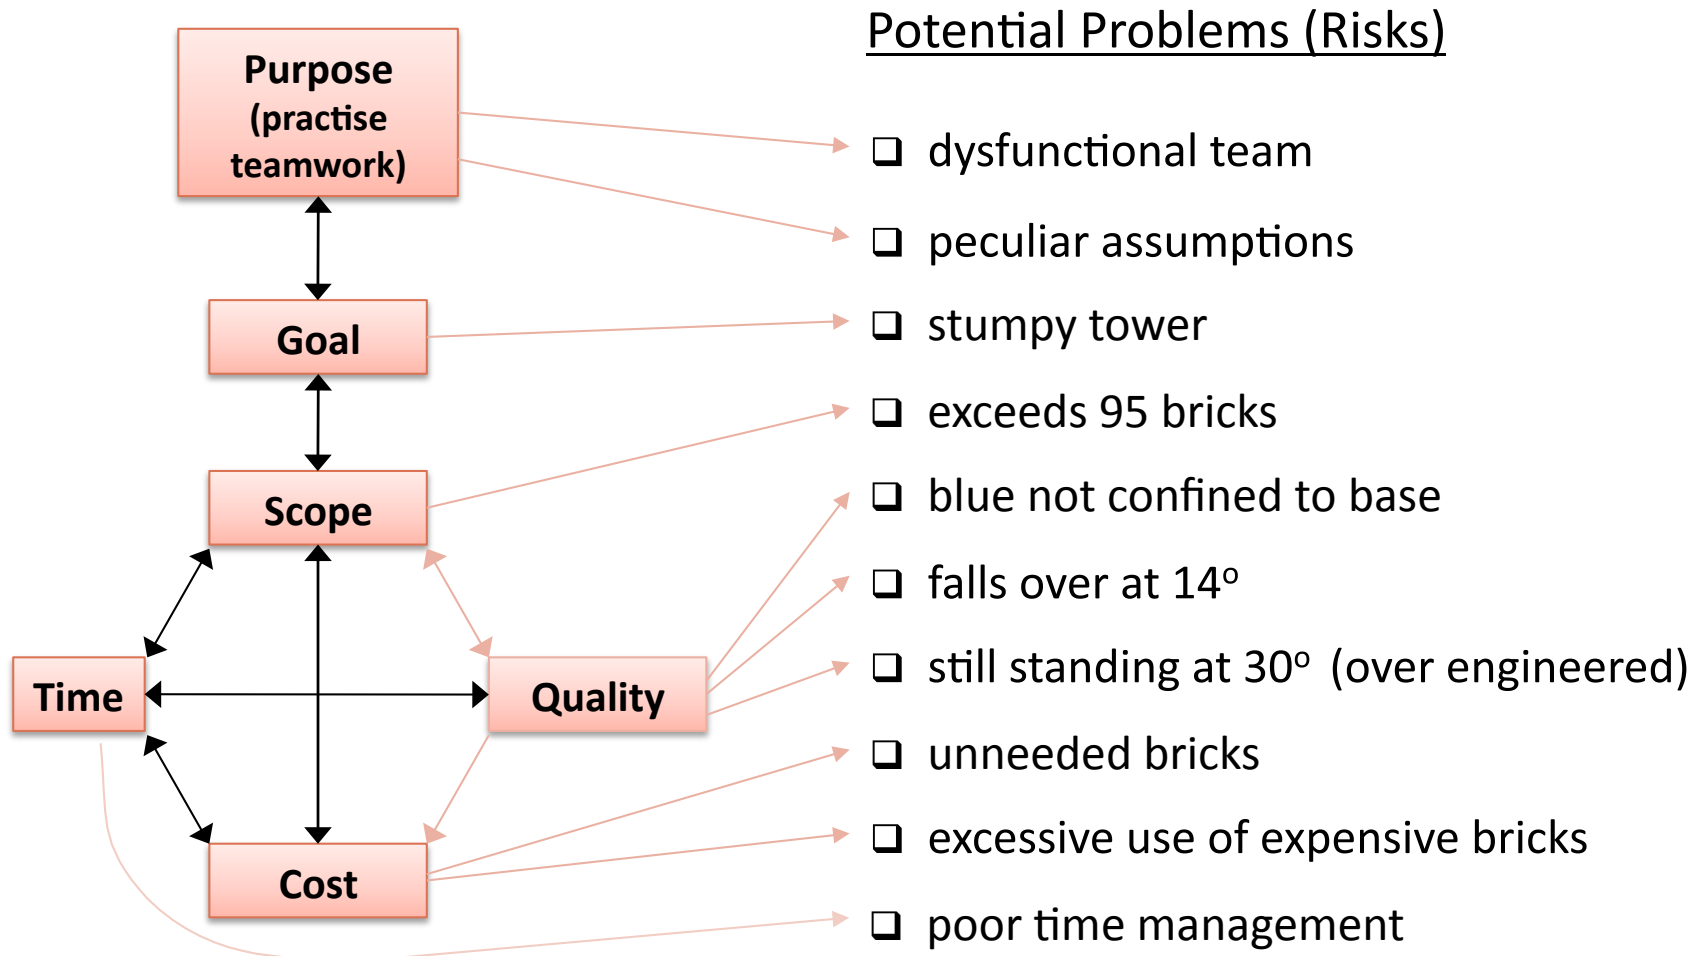 Potential Problems (Risks)
Purpose
(practise
teamwork)
Goal
Scope
Time
Quality
Cost
❑ dysfunctional team
❑ peculiar assumptions
❑ stumpy tower
❑ exceeds 95 bricks
❑ blue not confined to base
❑ falls over at 14º
❑ still standing at 30º (over engineered)
❑ unneeded bricks
❑ excessive use of expensive bricks
❑ poor time management